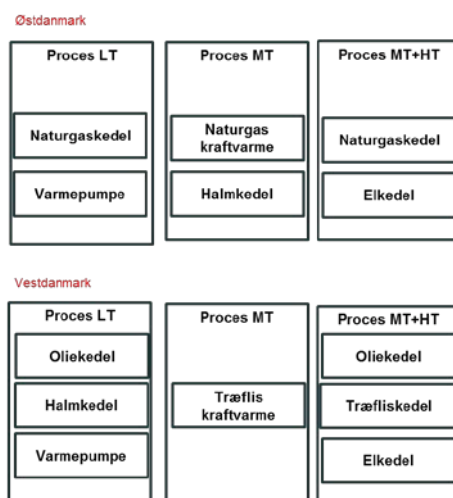 Østdanmark
Proces LT
Proces MT
Proces MT+HT
Naturgaskedel
Naturgas
kraftvarme
Naturgaskedel
Varmepumpe
Halmkedel
Elkedel
Vestdanmark
Proces LT
Proces MT
Proces MT+HT
Oliekedel
Oliekedel
Halmkedel
Træflis
kraftvarme
Træfliskedel
Varmepumpe
Elkedel